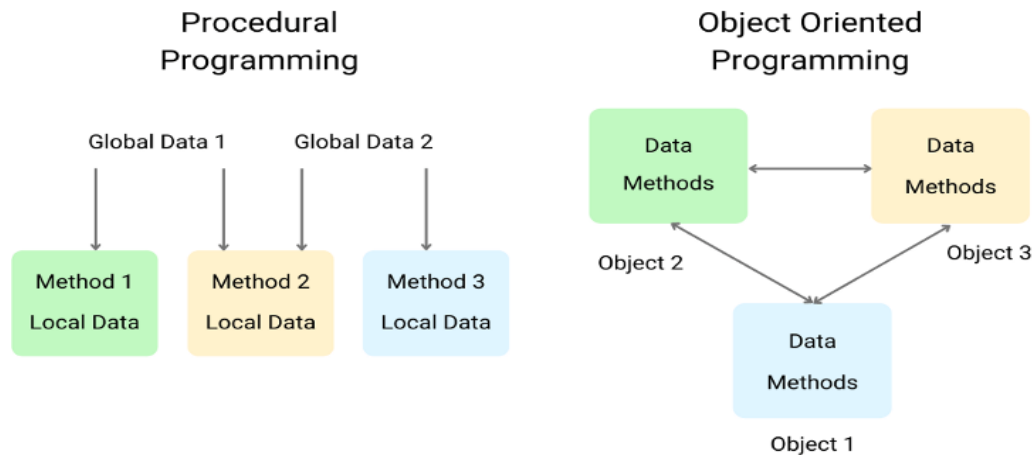 Procedural
Programming
Global Data 1
Global Data 2
Method 1
Local Data
Method 2
Local Data
Method 3
Local Data
Object Oriented
Programming
Data
Methods
Object 2
Data
Methods
Object 3
Data
Methods
Object 1